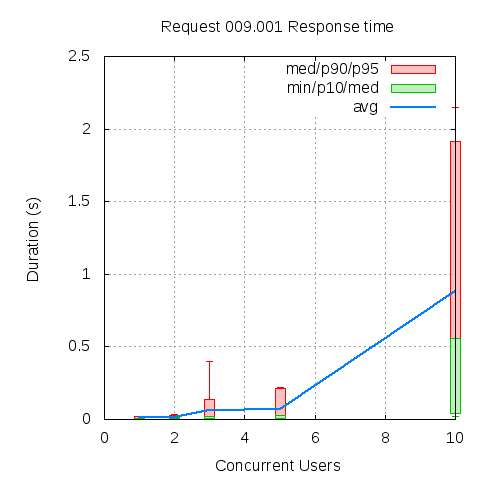 Request 009.001 Response time
med/p90/p95
min/p10/med
avg
2.5
2
1.5
1
0.5
0
Duration (s)
0 2 4 6 8 10
Concurrent Users